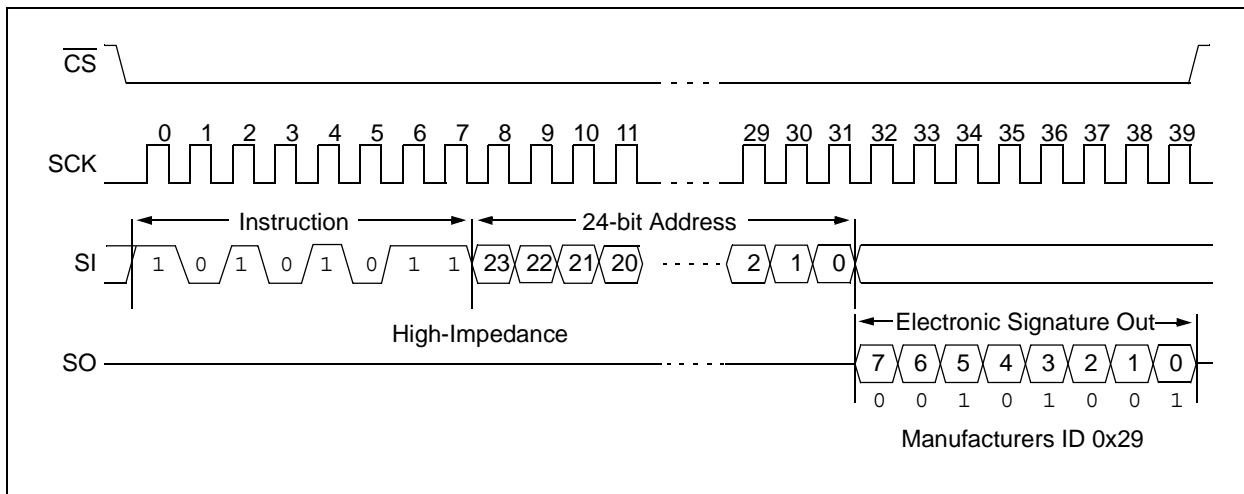 CS
0 1 2 3 4 5 6 7 8 9 10 11 29 30 31 32 33 34 35 36 37 38 39
SCK
Instruction 24-bit Address
SI 1 0 1 0 1 0 1 1 23 22 21 20 2 1 0
High-Impedance Electronic Signature Out
SO 7 6 5 4 3 2 1 0
0 0 1 0 1 0 0 1
Manufacturers ID 0x29